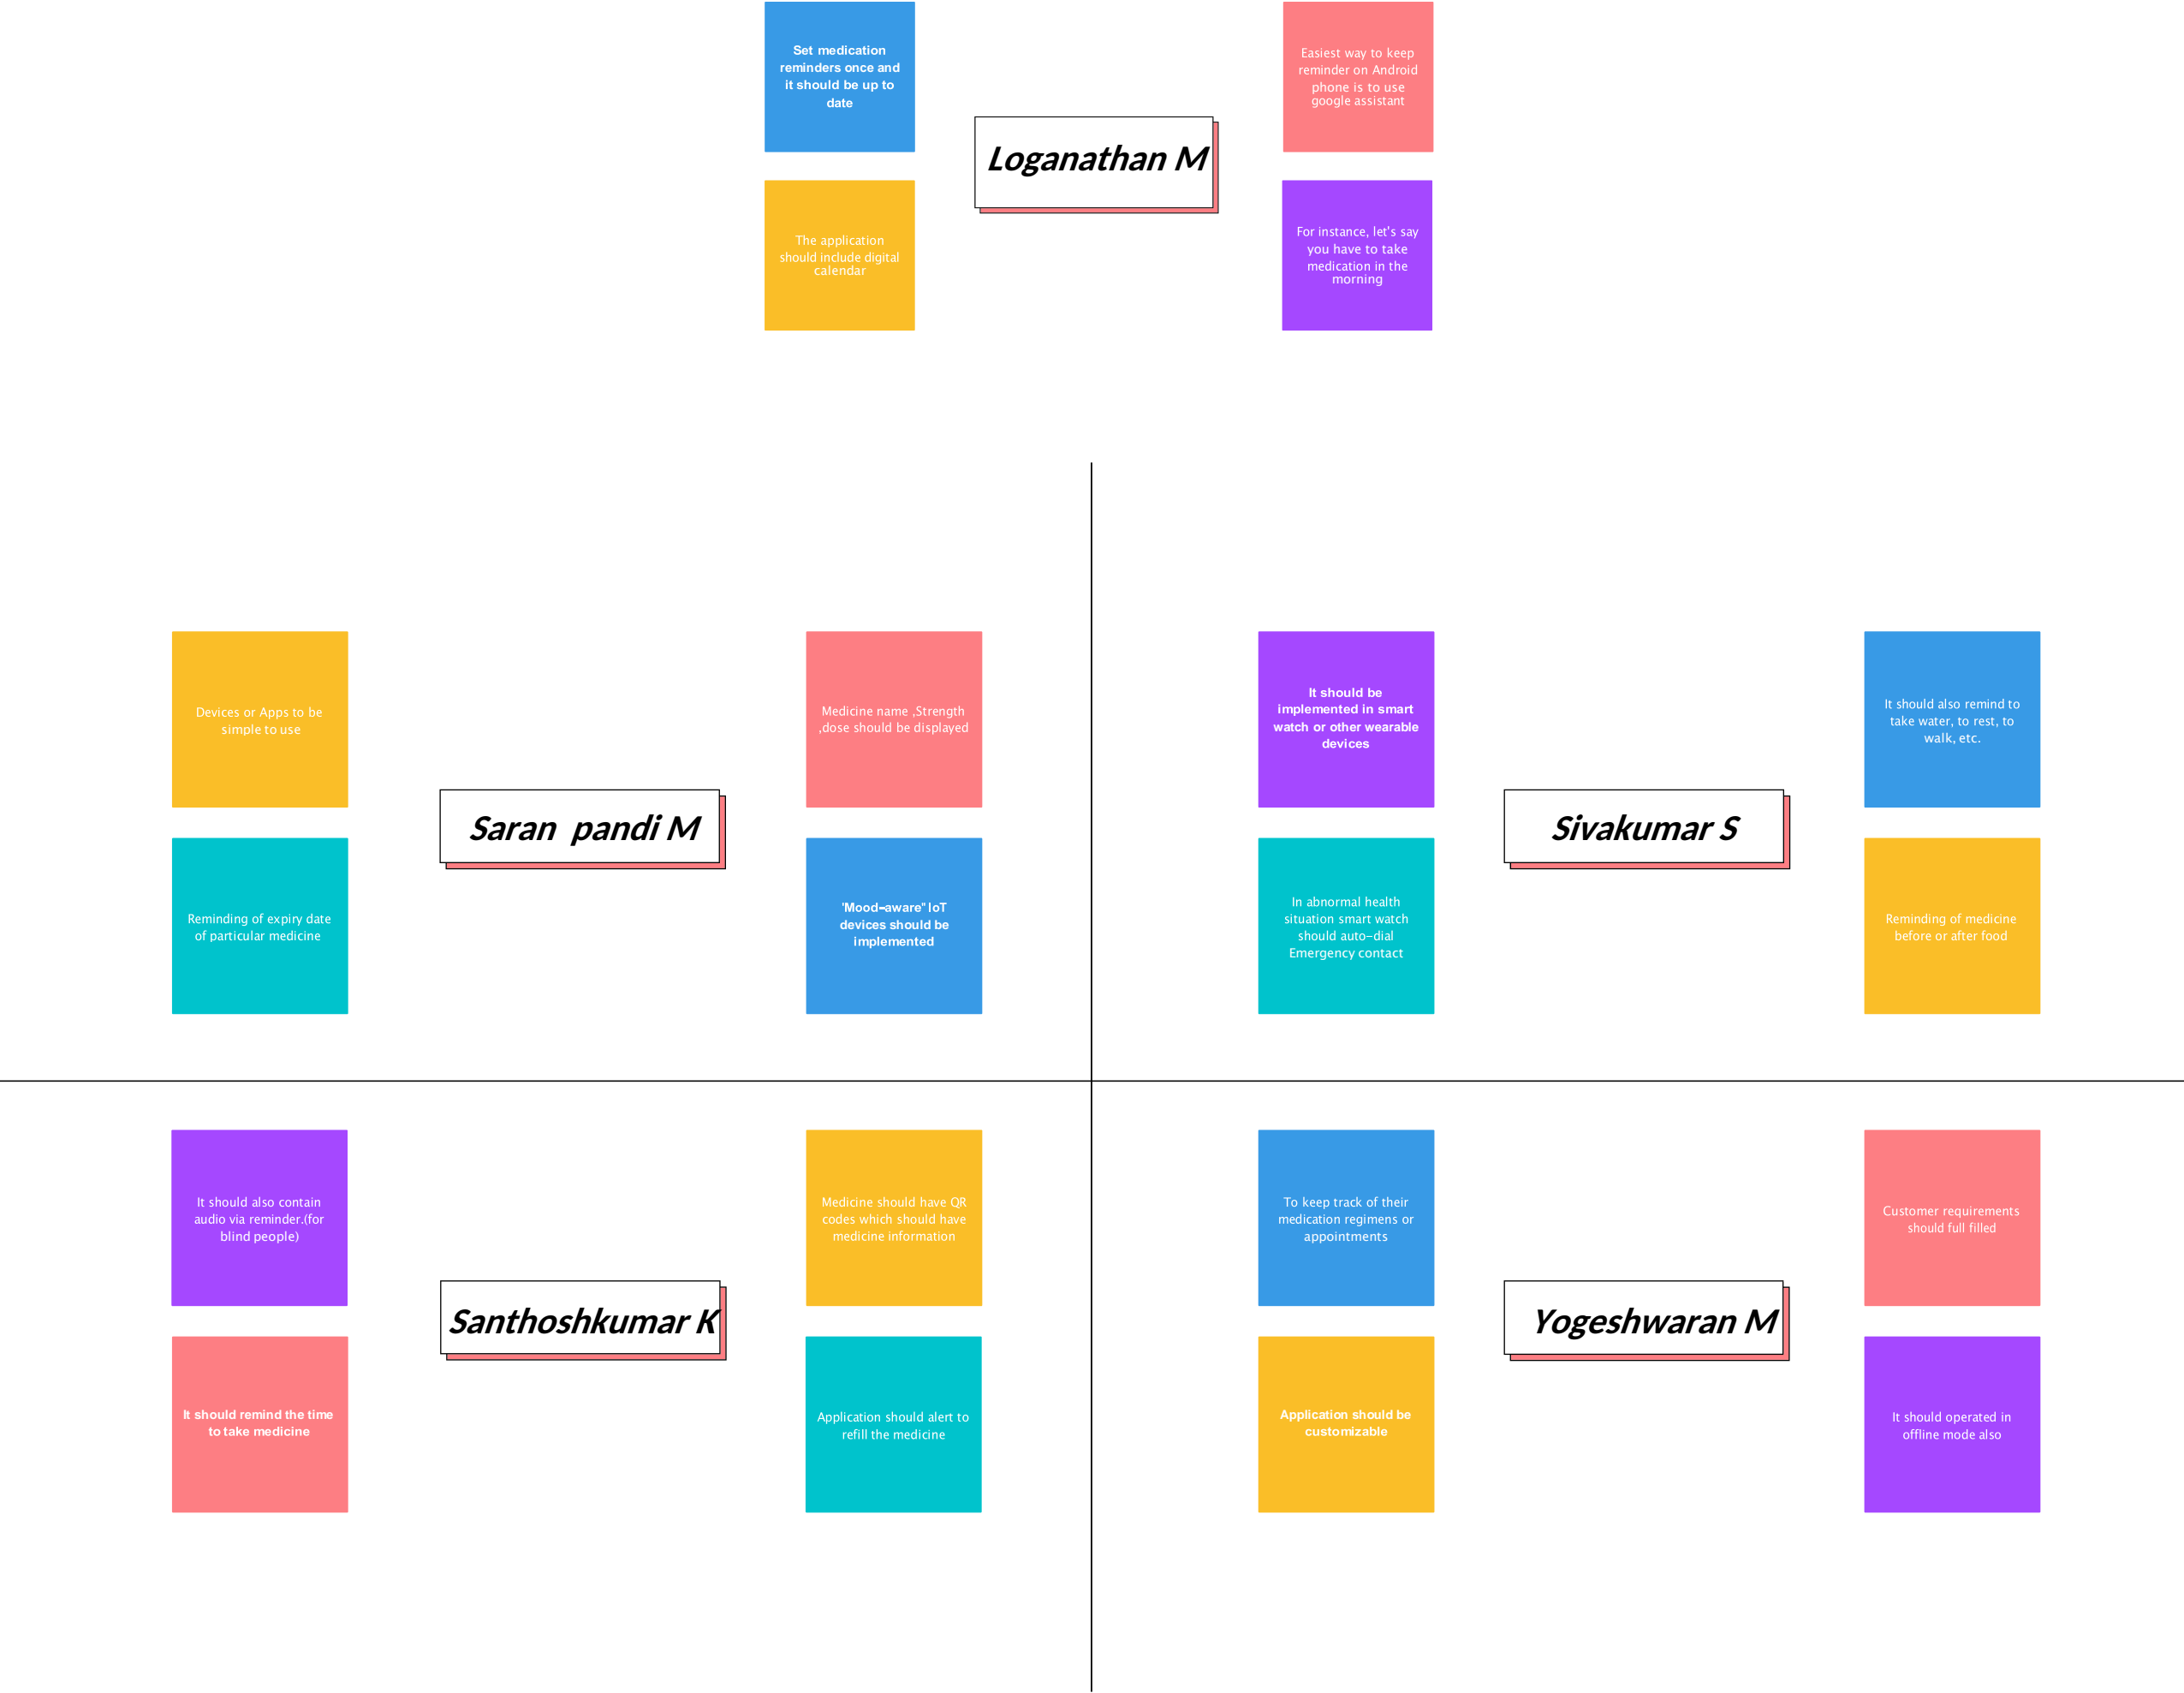 Set medication
reminders once and
it should be up to
date
Easiest way to keep
reminder on Android
phone is to use
google assistant
Loganathan M
The application
should include digital
calendar
For instance, let's say
you have to take
medication in the
morning
Devices or Apps to be
simple to use
Medicine name ,Strength
,dose should be displayed
Saran pandi M
Reminding of expiry date
of particular medicine
'Mood-aware" IoT
devices should be
implemented
It should be
implemented in smart
watch or other wearable
devices
It should also remind to
take water, to rest, to
walk, etc.
Sivakumar S
In abnormal health
situation smart watch
should auto-dial
Emergency contact
Reminding of medicine
before or after food
It should also contain
audio via reminder.(for
blind people)
Medicine should have QR
codes which should have
medicine information
Santhoshkumar K
It should remind the time
to take medicine
Application should alert to
refill the medicine
To keep track of their
medication regimens or
appointments
Customer requirements
should full filled
Yogeshwaran M
Application should be
customizable
It should operated in
offline mode also